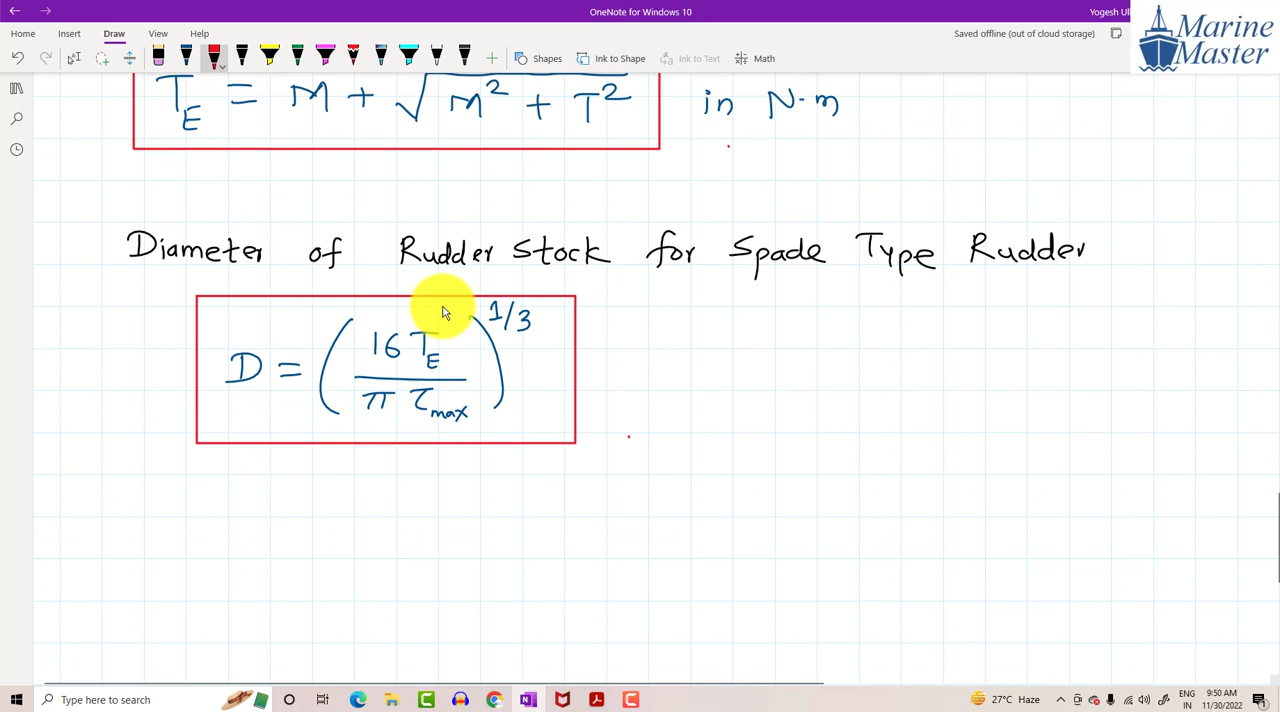 OneNote for Windows 10
Yogesh Ull
Home Insert Draw View Help
Saved offline (out of cloud storage)
Marine
Master
Shapes Ink to Shape Ink to Text Math
T_E = M + √(M² + T²) in N-m
Diameter of Rudder Stock for Spade Type Rudder
D = (16 T_E / π τ_max)^1/3
Type here to search
27°C Haze
ENG
IN
9:50 AM
11/30/2022